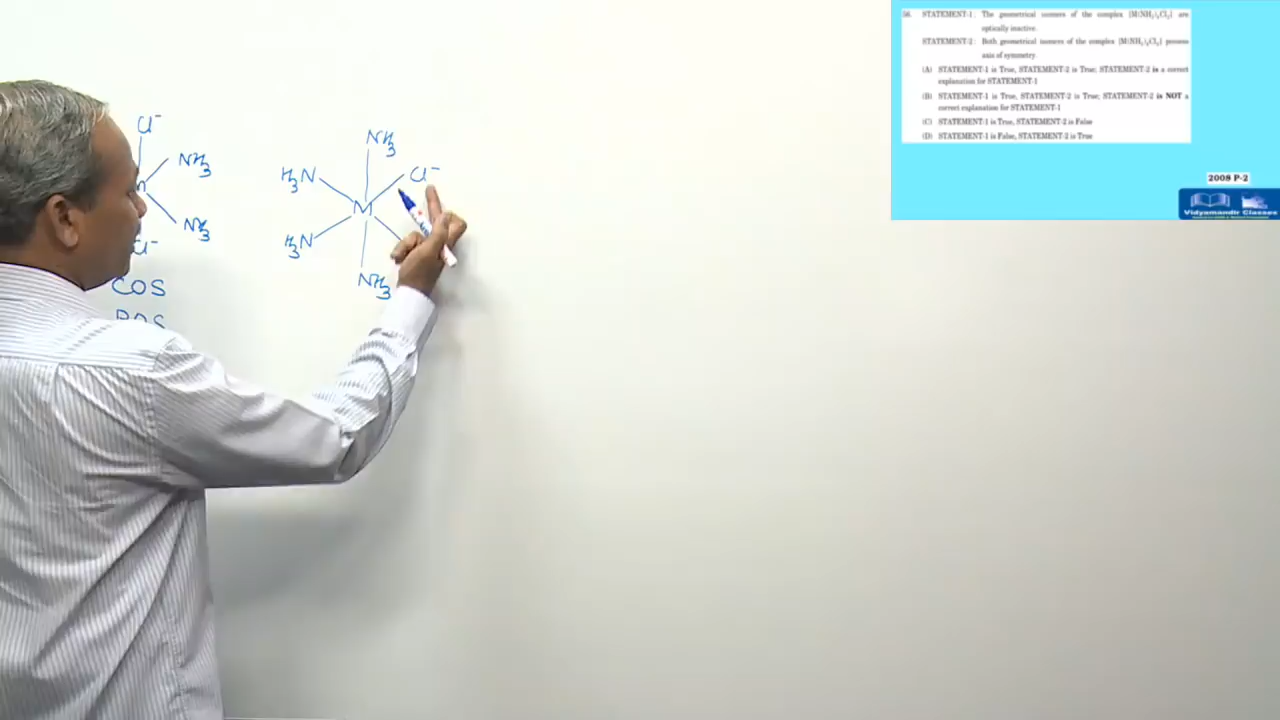 56. STATEMENT-1 : The geometrical isomers of the complex [M(NH₃)₄Cl₂] are
optically inactive.
STATEMENT-2 : Both geometrical isomers of the complex [M(NH₃)₄Cl₂] possess
axis of symmetry.
(A) STATEMENT-1 is True, STATEMENT-2 is True; STATEMENT-2 is a correct
explanation for STATEMENT-1
(B) STATEMENT-1 is True, STATEMENT-2 is True; STATEMENT-2 is NOT a
correct explanation for STATEMENT-1
(C) STATEMENT-1 is True, STATEMENT-2 is False
(D) STATEMENT-1 is False, STATEMENT-2 is True
2008 P-2
Vidyamandir Classes
Cl⁻
NH₃
NH₃
Cl⁻
COS
POS
NH₃
H₃N
Cl⁻
M
H₃N
NH₃